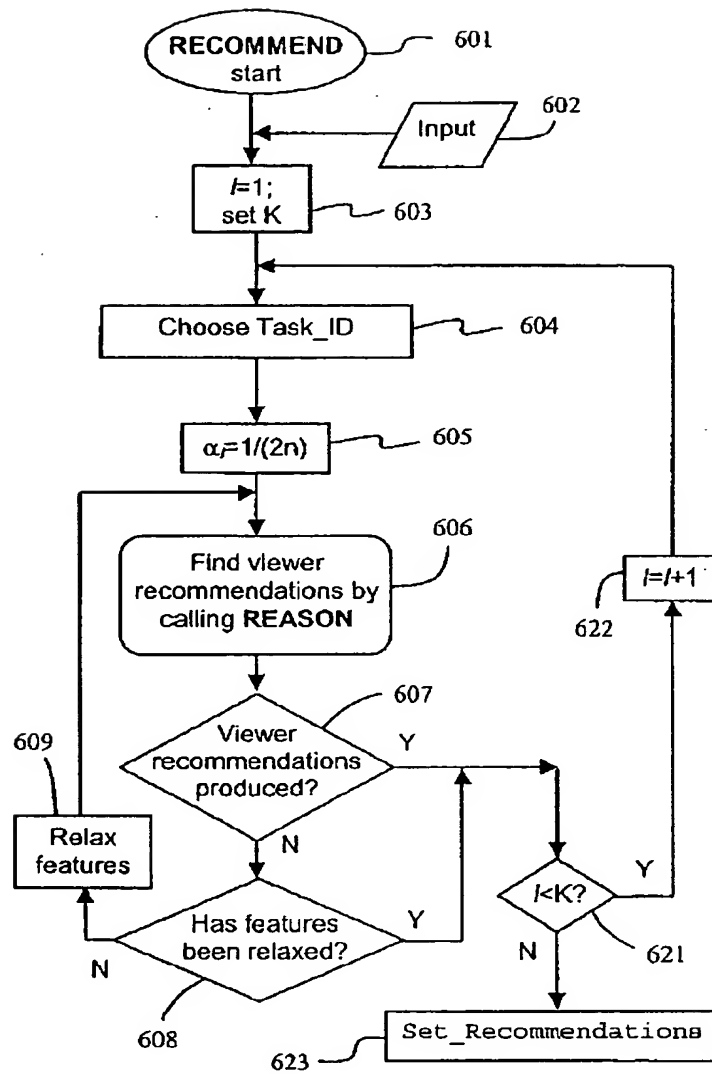 RECOMMEND
start
601
Input
602
I=1;
set K
603
Choose Task_ID
604
αI=1/(2n)
605
Find viewer
recommendations by
calling REASON
606
I=I+1
622
Viewer
recommendations
produced?
607
Y
N
609
Relax
features
Has features
been relaxed?
Y
N
608
I<K?
Y
N
621
Set_Recommendations
623